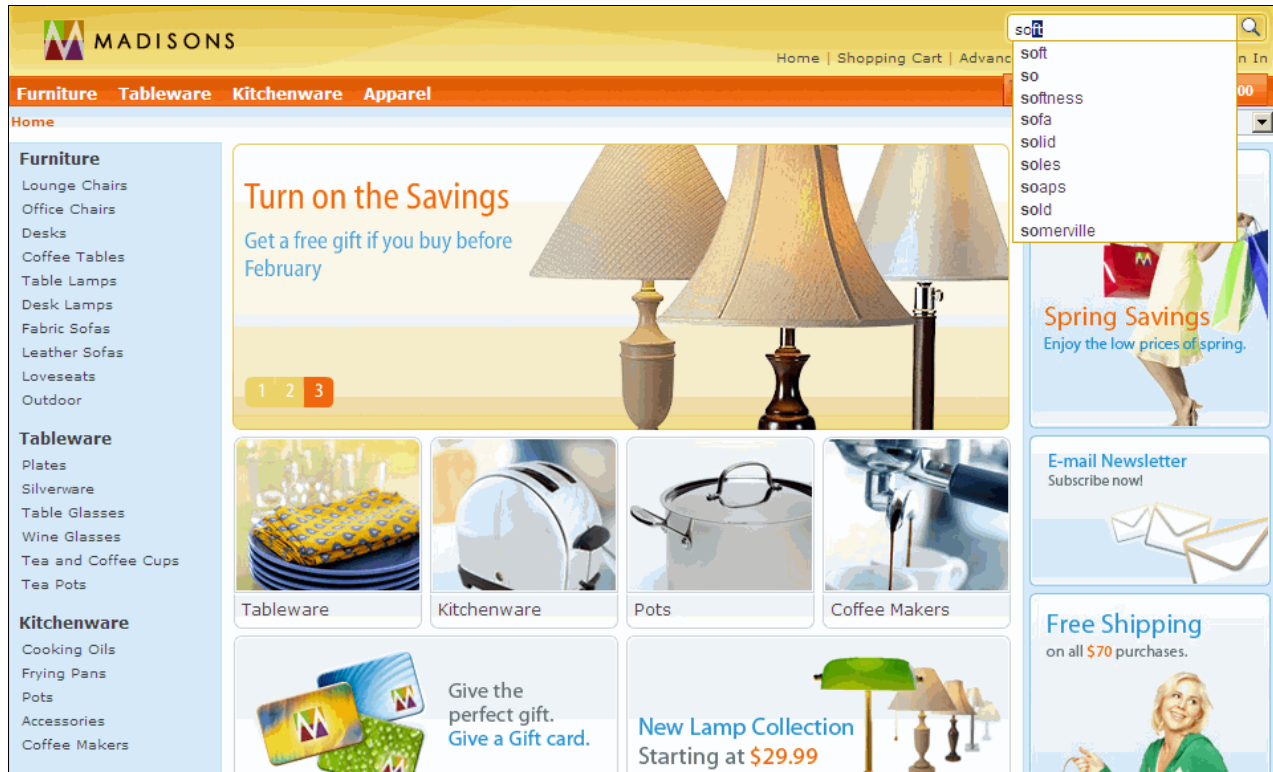 MADISONS
soft
Home | Shopping Cart | Advanc
n In
soft
so
softness
sofa
solid
soles
soaps
sold
somerville
Furniture Tableware Kitchenware Apparel
00
Home
Furniture
Lounge Chairs
Office Chairs
Desks
Coffee Tables
Table Lamps
Desk Lamps
Fabric Sofas
Leather Sofas
Loveseats
Outdoor
Tableware
Plates
Silverware
Table Glasses
Wine Glasses
Tea and Coffee Cups
Tea Pots
Kitchenware
Cooking Oils
Frying Pans
Pots
Accessories
Coffee Makers
Turn on the Savings
Get a free gift if you buy before
February
1 2 3
Tableware
Kitchenware
Pots
Coffee Makers
Give the
perfect gift.
Give a Gift card.
New Lamp Collection
Starting at $29.99
Spring Savings
Enjoy the low prices of spring.
E-mail Newsletter
Subscribe now!
Free Shipping
on all $70 purchases.